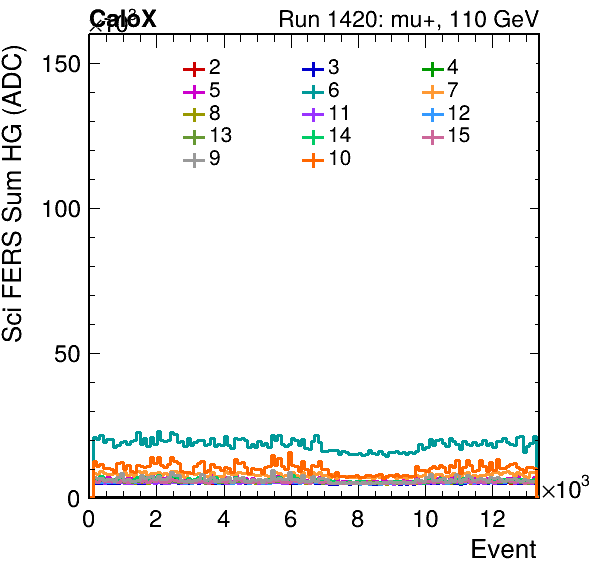 CaloX Run 1420: mu+, 110 GeV
×10³
Sci FERS Sum HG (ADC)
2 3 4
5 6 7
8 11 12
13 14 15
9 10
150
100
50
0
0 2 4 6 8 10 12
×10³
Event